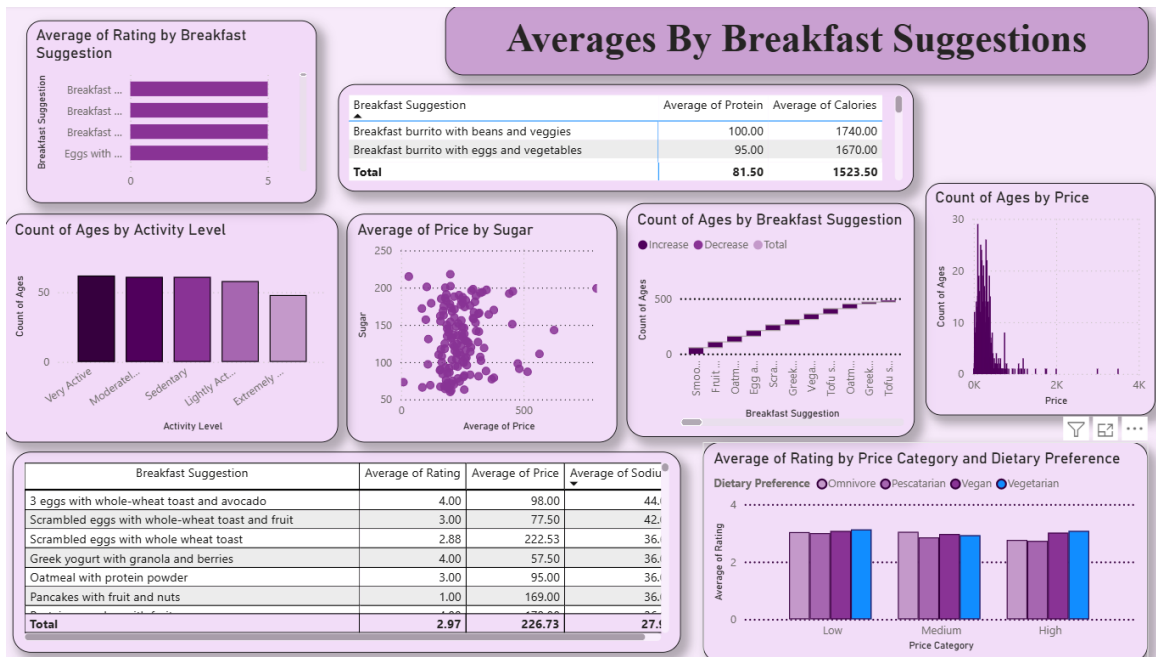 Averages By Breakfast Suggestions
Average of Rating by Breakfast
Suggestion
Breakfast Suggestion
Breakfast ...
Breakfast ...
Breakfast ...
Eggs with ...
0 5
Breakfast Suggestion Average of Protein Average of Calories
Breakfast burrito with beans and veggies 100.00 1740.00
Breakfast burrito with eggs and vegetables 95.00 1670.00
Total 81.50 1523.50
Count of Ages by Activity Level
Count of Ages
50
0
Very Active Moderatel... Sedentary Lightly Act... Extremely ...
Activity Level
Average of Price by Sugar
Sugar
250
200
150
100
50
0 500
Average of Price
Count of Ages by Breakfast Suggestion
Increase Decrease Total
Count of Ages
500
0
Smoo... Fruit ... Oatm... Egg a... Scra... Greek... Vega... Tofu s... Oatm... Greek... Tofu s...
Breakfast Suggestion
Count of Ages by Price
Count of Ages
30
20
10
0
0K 2K 4K
Price
Breakfast Suggestion Average of Rating Average of Price Average of Sodiu
3 eggs with whole-wheat toast and avocado 4.00 98.00 44.
Scrambled eggs with whole-wheat toast and fruit 3.00 77.50 42.
Scrambled eggs with whole wheat toast 2.88 222.53 36.
Greek yogurt with granola and berries 4.00 57.50 36.
Oatmeal with protein powder 3.00 95.00 36.
Pancakes with fruit and nuts 1.00 169.00 36.
Total 2.97 226.73 27.
Average of Rating by Price Category and Dietary Preference
Dietary Preference Omnivore Pescatarian Vegan Vegetarian
Average of Rating
4
2
0
Low Medium High
Price Category